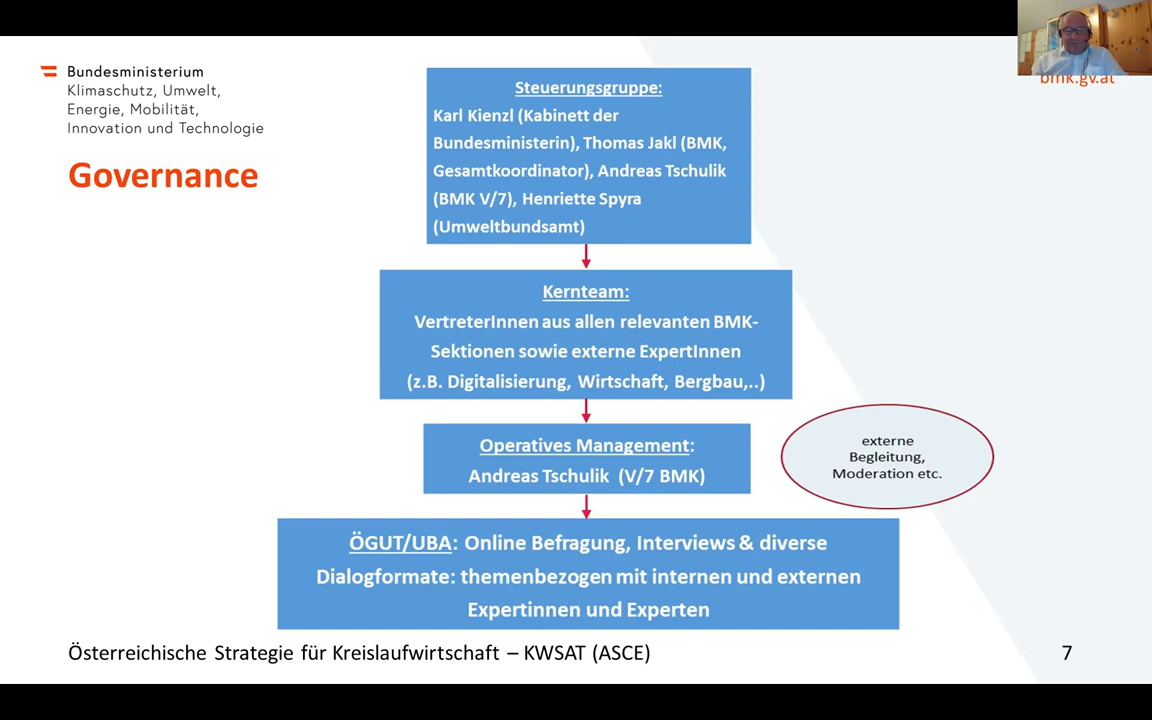 Bundesministerium
Klimaschutz, Umwelt,
Energie, Mobilität,
Innovation und Technologie
bmk.gv.at
Governance
Steuerungsgruppe:
Karl Kienzl (Kabinett der
Bundesministerin), Thomas Jakl (BMK,
Gesamtkoordinator), Andreas Tschulik
(BMK V/7), Henriette Spyra
(Umweltbundsamt)
Kernteam:
VertreterInnen aus allen relevanten BMK-
Sektionen sowie externe ExpertInnen
(z.B. Digitalisierung, Wirtschaft, Bergbau,..)
Operatives Management:
Andreas Tschulik (V/7 BMK)
externe
Begleitung,
Moderation etc.
ÖGUT/UBA: Online Befragung, Interviews & diverse
Dialogformate: themenbezogen mit internen und externen
Expertinnen und Experten
Österreichische Strategie für Kreislaufwirtschaft – KWSAT (ASCE)
7